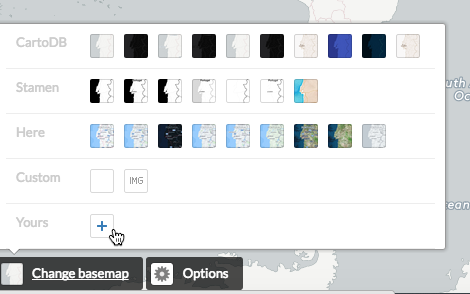 CartoDB
Stamen
Here
Custom
IMG
Yours
Change basemap
Options